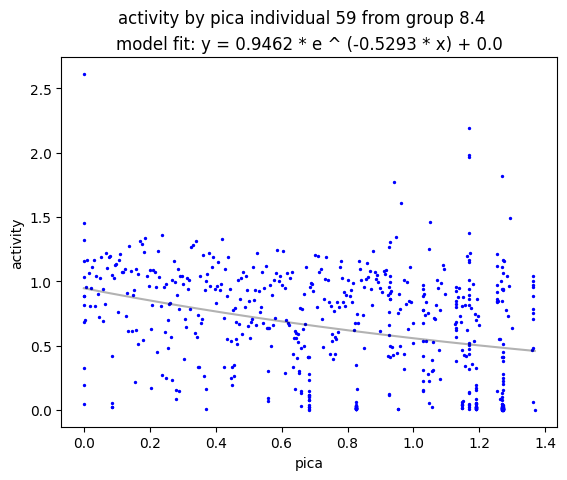 activity by pica individual 59 from group 8.4
model fit: y = 0.9462 * e ^ (-0.5293 * x) + 0.0
activity
2.5
2.0
1.5
1.0
0.5
0.0
0.0 0.2 0.4 0.6 0.8 1.0 1.2 1.4
pica